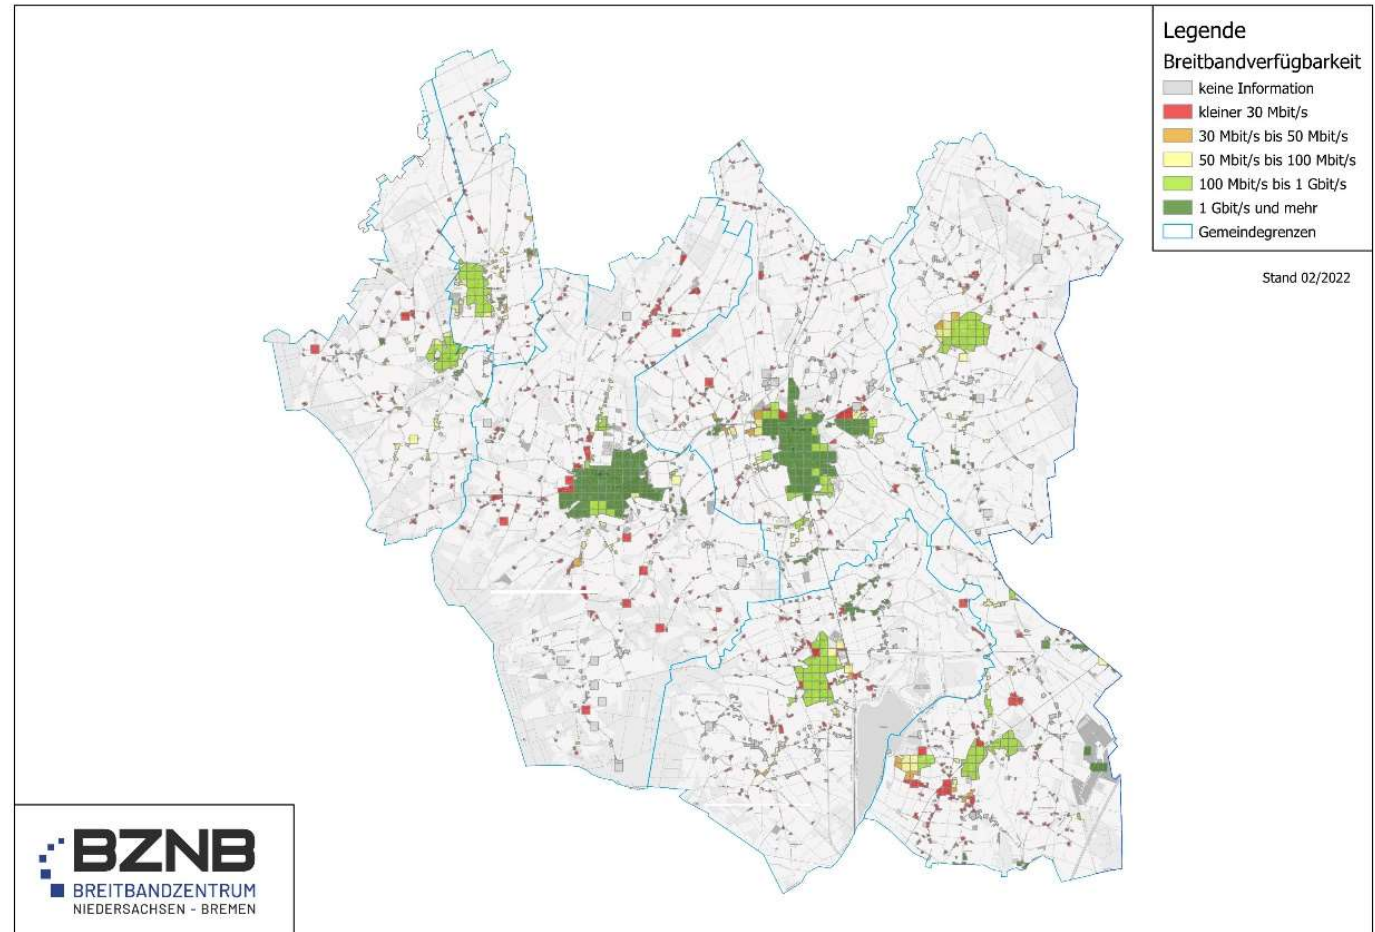 Legende
Breitbandverfügbarkeit
keine Information
kleiner 30 Mbit/s
30 Mbit/s bis 50 Mbit/s
50 Mbit/s bis 100 Mbit/s
100 Mbit/s bis 1 Gbit/s
1 Gbit/s und mehr
Gemeindegrenzen
Stand 02/2022
BZNB
BREITBANDZENTRUM
NIEDERSACHSEN - BREMEN